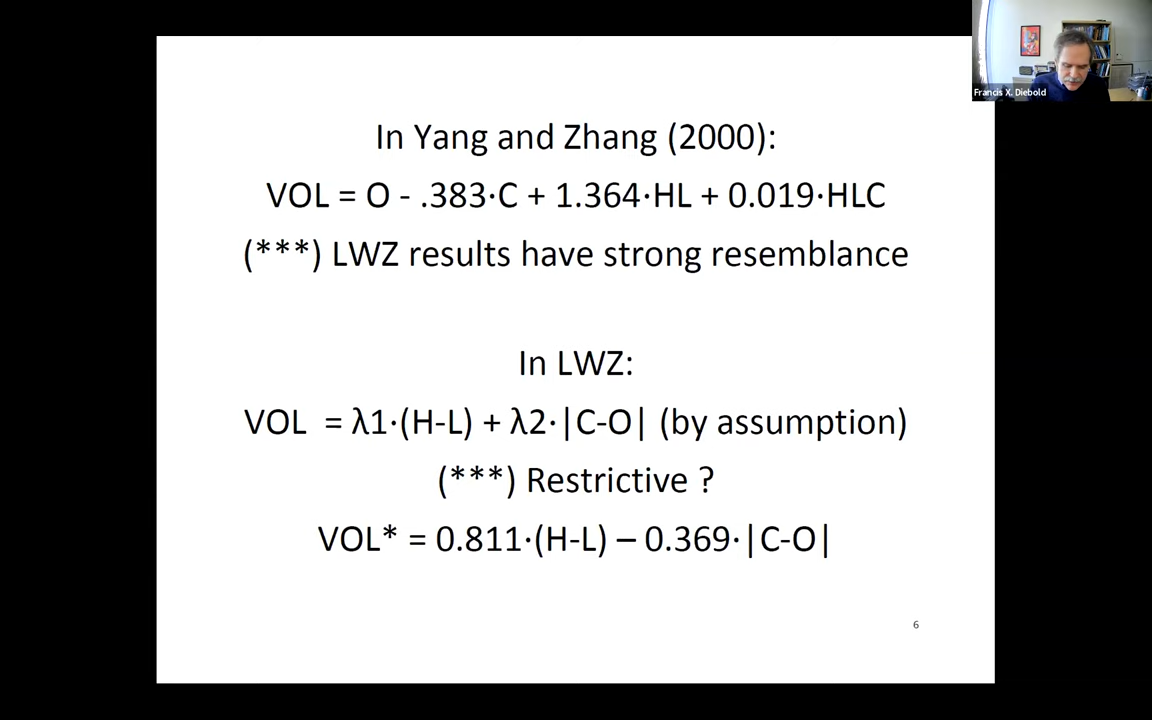 Francis X. Diebold
In Yang and Zhang (2000):
VOL = O - .383·C + 1.364·HL + 0.019·HLC
(***) LWZ results have strong resemblance
In LWZ:
VOL  = λ1·(H-L) + λ2·|C-O| (by assumption)
(***) Restrictive ?
VOL* = 0.811·(H-L) – 0.369·|C-O|
6